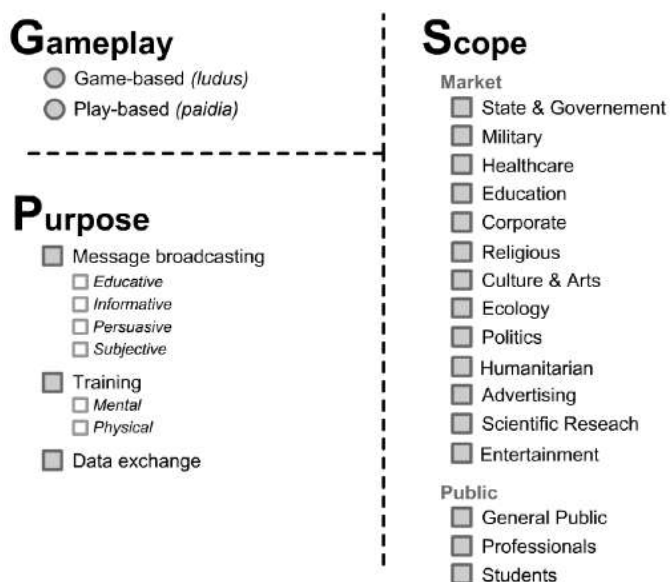 Gameplay
Game-based (ludus)
Play-based (paidia)
Purpose
Message broadcasting
Educative
Informative
Persuasive
Subjective
Training
Mental
Physical
Data exchange
Scope
Market
State & Governement
Military
Healthcare
Education
Corporate
Religious
Culture & Arts
Ecology
Politics
Humanitarian
Advertising
Scientific Reseach
Entertainment
Public
General Public
Professionals
Students